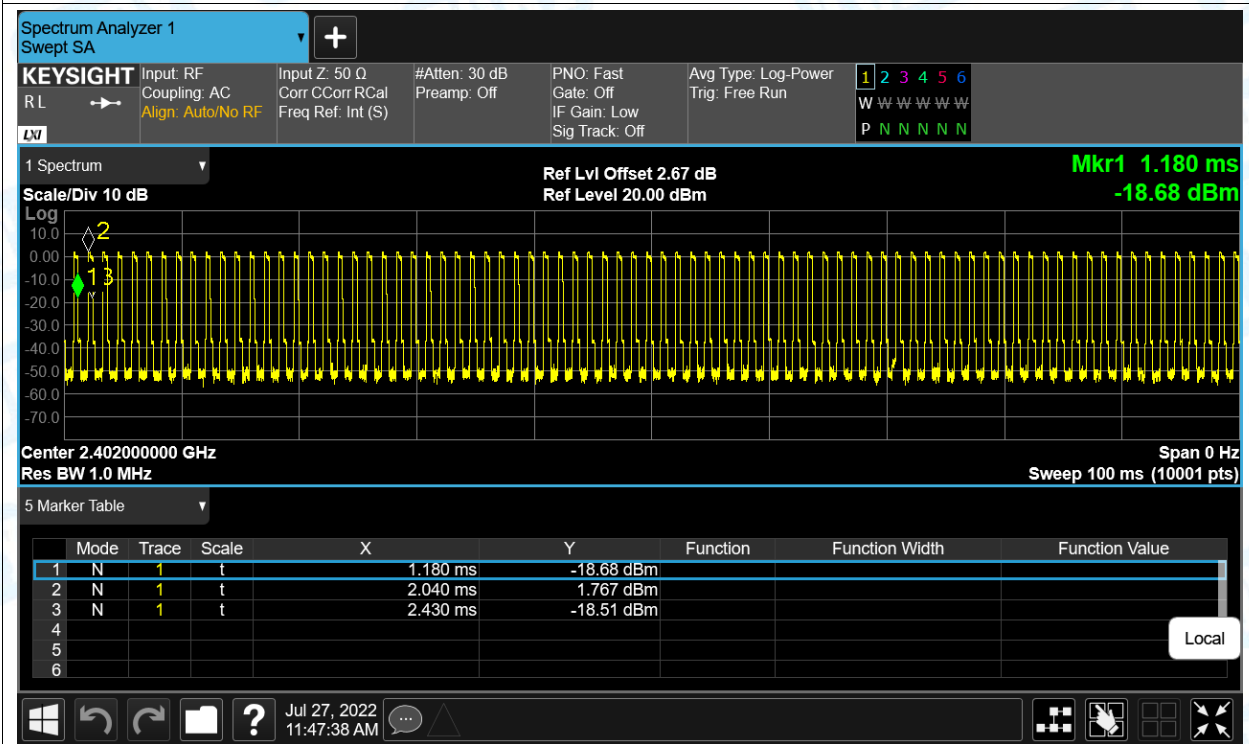 Spectrum Analyzer 1
Swept SA
KEYSIGHT
R L
LXI
Input: RF
Coupling: AC
Align: Auto/No RF
Input Z: 50 Ω
Corr CCorr RCal
Freq Ref: Int (S)
#Atten: 30 dB
Preamp: Off
PNO: Fast
Gate: Off
IF Gain: Low
Sig Track: Off
Avg Type: Log-Power
Trig: Free Run
1 2 3 4 5 6
W W W W W W
P N N N N N
1 Spectrum
Scale/Div 10 dB
Ref Lvl Offset 2.67 dB
Ref Level 20.00 dBm
Mkr1 1.180 ms
-18.68 dBm
Log
10.0
0.00
-10.0
-20.0
-30.0
-40.0
-50.0
-60.0
-70.0
2
1 3
Center 2.402000000 GHz
Res BW 1.0 MHz
Span 0 Hz
Sweep 100 ms (10001 pts)
5 Marker Table
Mode Trace Scale X Y Function Function Width Function Value
1 N 1 t 1.180 ms -18.68 dBm
2 N 1 t 2.040 ms 1.767 dBm
3 N 1 t 2.430 ms -18.51 dBm
4
5
6
Local
?
Jul 27, 2022
11:47:38 AM